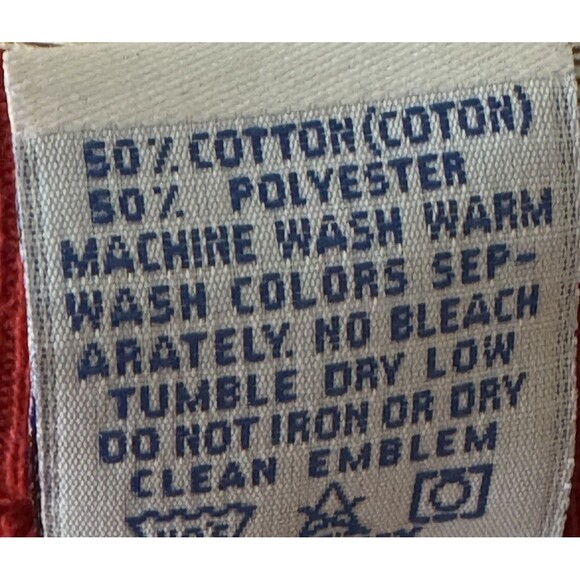 50% COTTON (COTON)
50% POLYESTER
MACHINE WASH WARM
WASH COLORS SEP-
ARATELY. NO BLEACH
TUMBLE DRY LOW
DO NOT IRON OR DRY
CLEAN EMBLEM